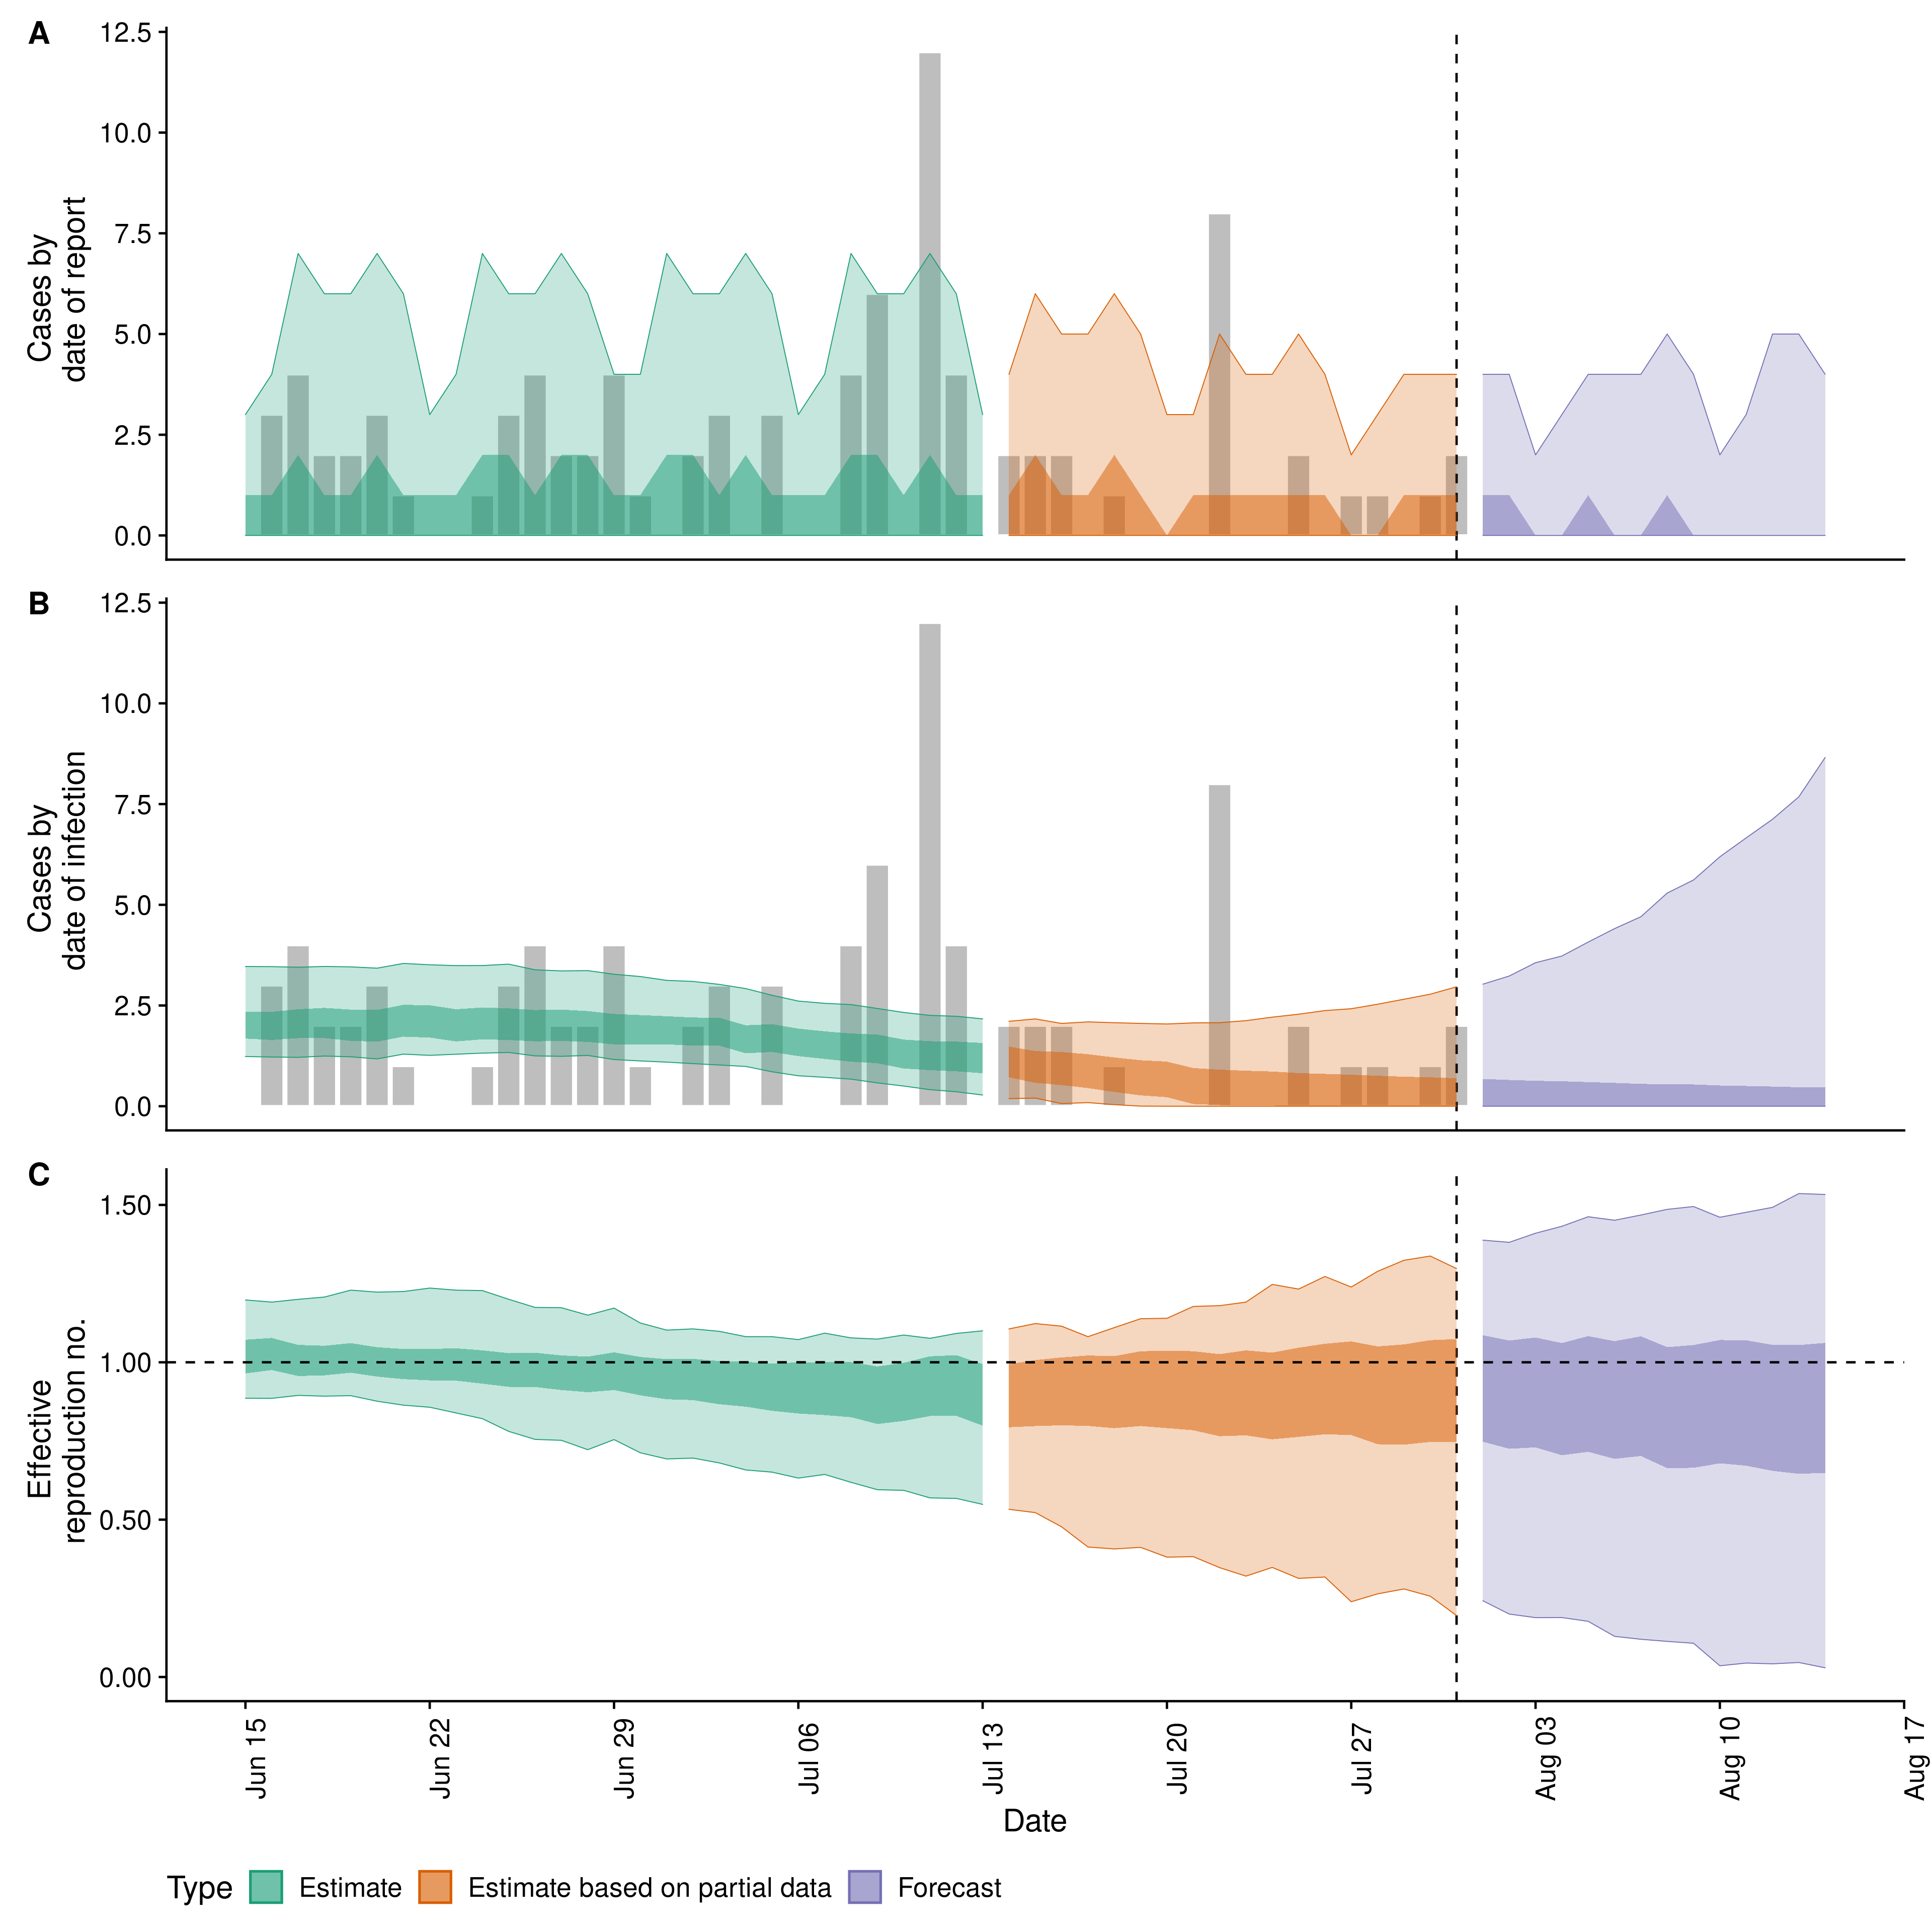 A
12.5
10.0
7.5
5.0
2.5
0.0
Cases by
date of report
B
12.5
10.0
7.5
5.0
2.5
0.0
Cases by
date of infection
C
1.50
1.00
0.50
0.00
Effective
reproduction no.
Jun 15
Jun 22
Jun 29
Jul 06
Jul 13
Jul 20
Jul 27
Aug 03
Aug 10
Aug 17
Date
Type Estimate Estimate based on partial data Forecast